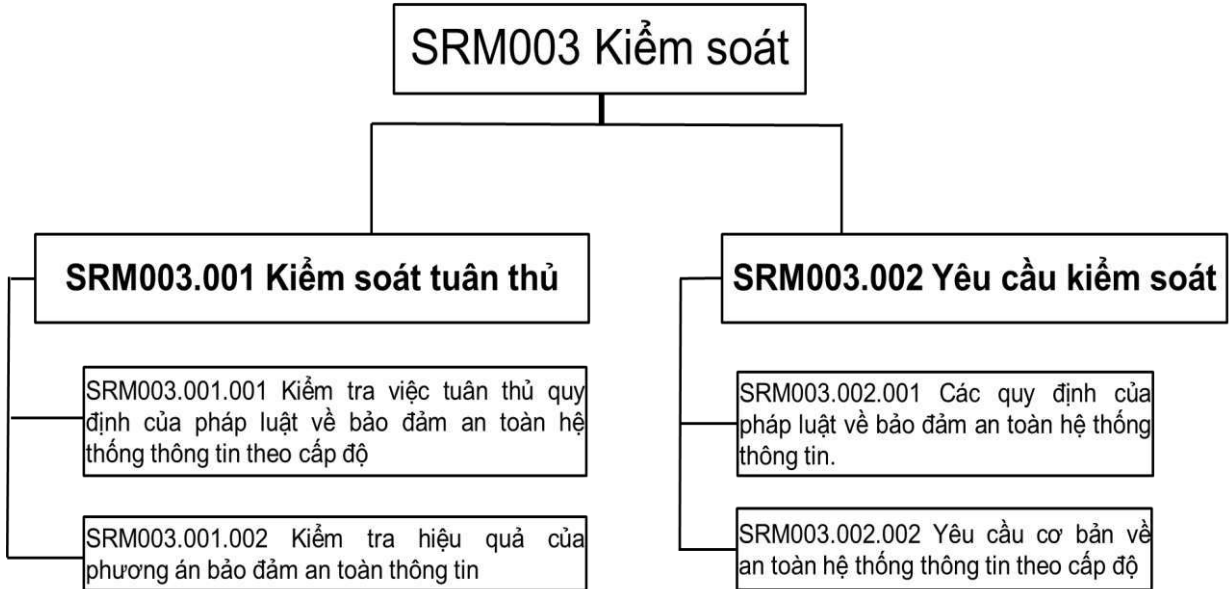 SRM003 Kiểm soát
SRM003.001 Kiểm soát tuân thủ
SRM003.001.001 Kiểm tra việc tuân thủ quy
định của pháp luật về bảo đảm an toàn hệ
thống thông tin theo cấp độ
SRM003.001.002 Kiểm tra hiệu quả của
phương án bảo đảm an toàn thông tin
SRM003.002 Yêu cầu kiểm soát
SRM003.002.001 Các quy định của
pháp luật về bảo đảm an toàn hệ thống
thông tin.
SRM003.002.002 Yêu cầu cơ bản về
an toàn hệ thống thông tin theo cấp độ